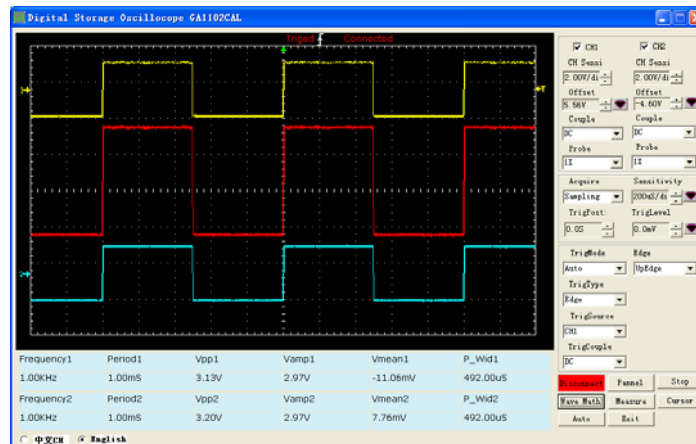 Digital Storage Oscilloscope GA1102CAL
Triged Connected
CH1 CH2
CH Sensi CH Sensi
2.00V/di 2.00V/di
Offset Offset
5.56V -4.60V
Couple Couple
DC DC
Probe Probe
1X 1X
Acquire Sensitivity
Sampling 200uS/di
TrigPost: TrigLevel
0.0S 0.0mV
TrigMode Edge
Auto UpEdge
TrigType
Edge
TrigSource
CH1
TrigCouple
DC
Disconnect Pannel Stop
Wave Math Measure Cursor
Auto Exit
1
T
2
Frequency1 Period1 Vpp1 Vamp1 Vmean1 P_Wid1
1.00KHz 1.00mS 3.13V 2.97V -11.06mV 492.00uS
Frequency2 Period2 Vpp2 Vamp2 Vmean2 P_Wid2
1.00KHz 1.00mS 3.20V 2.97V 7.76mV 492.00uS
中文CH English